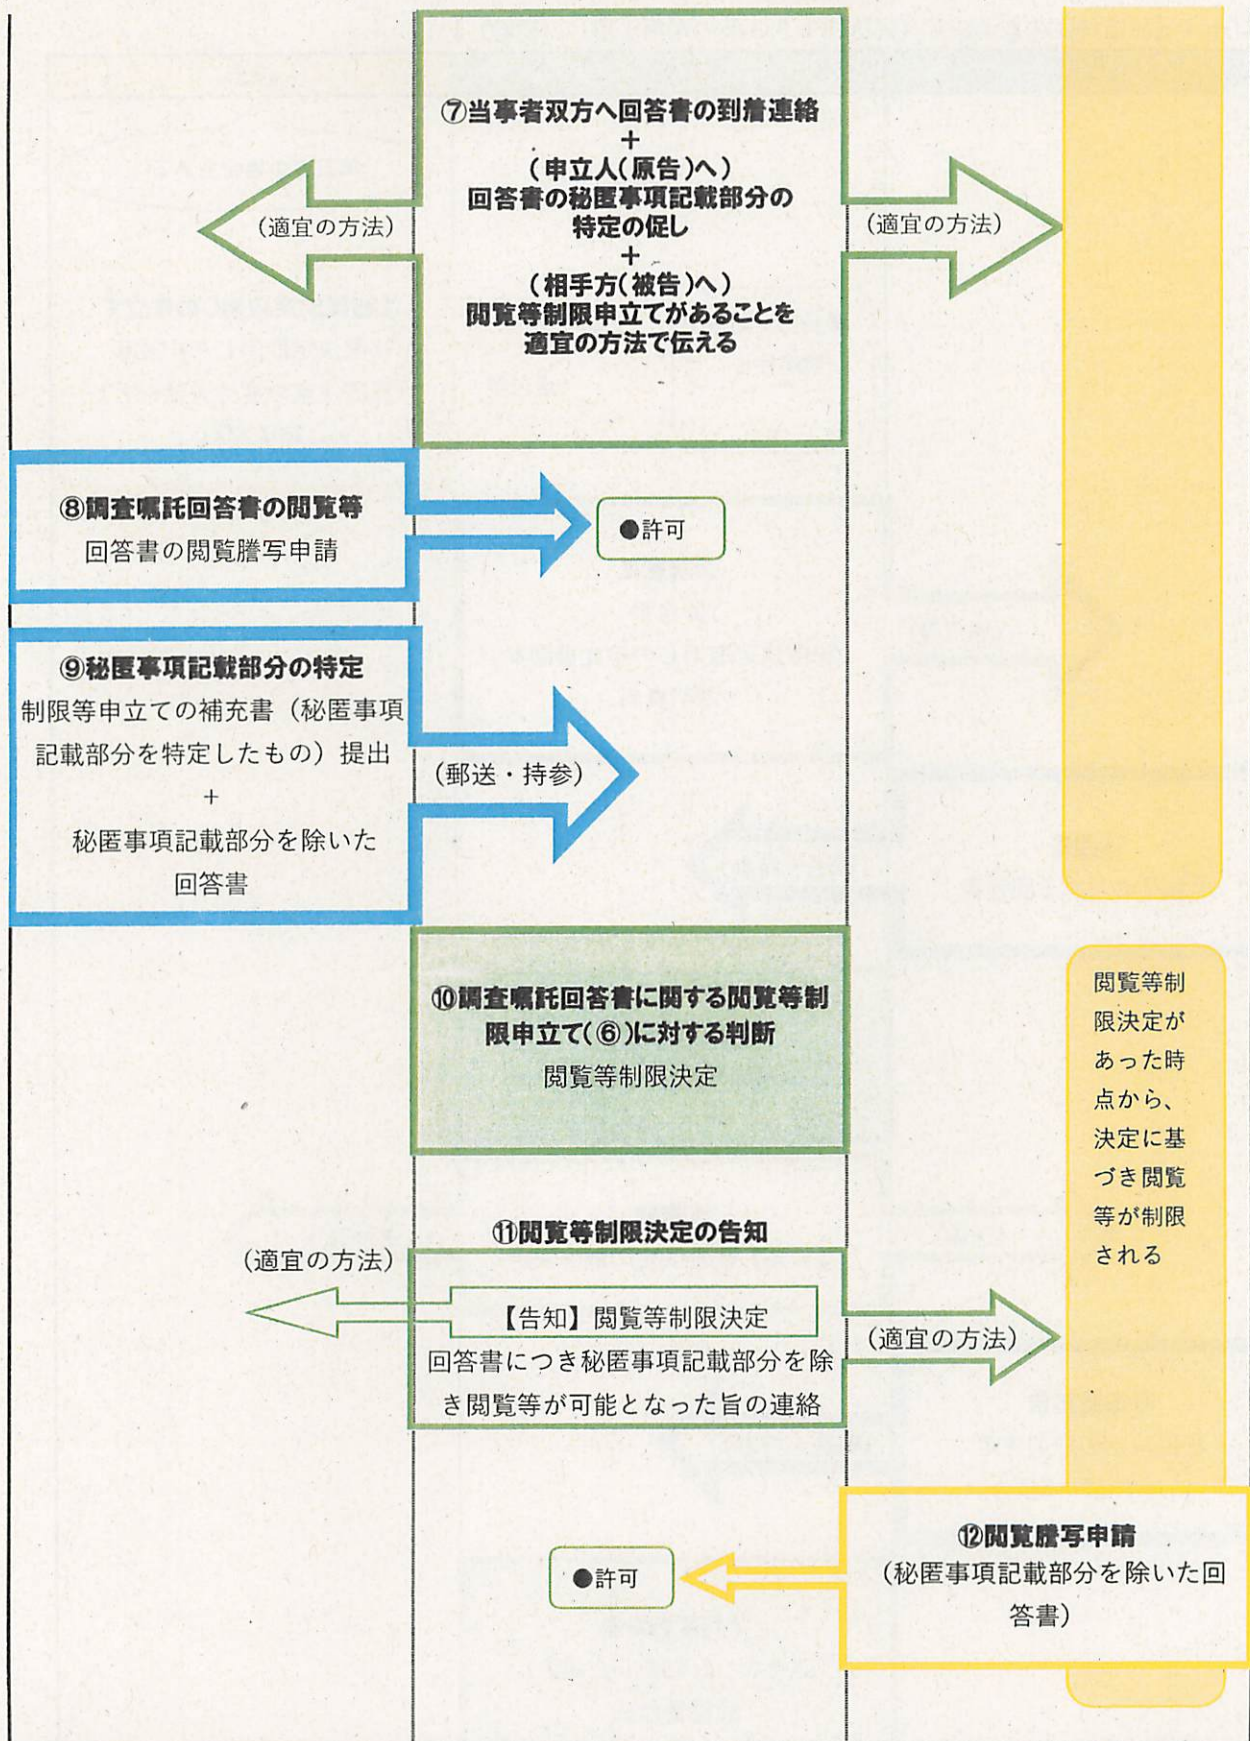 ⑦当事者双方へ回答書の到着連絡
＋
(申立人(原告)へ)
回答書の秘匿事項記載部分の
特定の促し
＋
(相手方(被告)へ)
閲覧等制限申立てがあることを
適宜の方法で伝える
(適宜の方法)
(適宜の方法)
⑧調査嘱託回答書の閲覧等
回答書の閲覧謄写申請
●許可
⑨秘匿事項記載部分の特定
制限等申立ての補充書（秘匿事項
記載部分を特定したもの）提出
＋
秘匿事項記載部分を除いた
回答書
(郵送・持参)
⑩調査嘱託回答書に関する閲覧等制
限申立て(⑥)に対する判断
閲覧等制限決定
閲覧等制
限決定が
あった時
点から、
決定に基
づき閲覧
等が制限
される
⑪閲覧等制限決定の告知
(適宜の方法)
【告知】閲覧等制限決定
回答書につき秘匿事項記載部分を除
き閲覧等が可能となった旨の連絡
(適宜の方法)
⑫閲覧謄写申請
(秘匿事項記載部分を除いた回
答書)
●許可